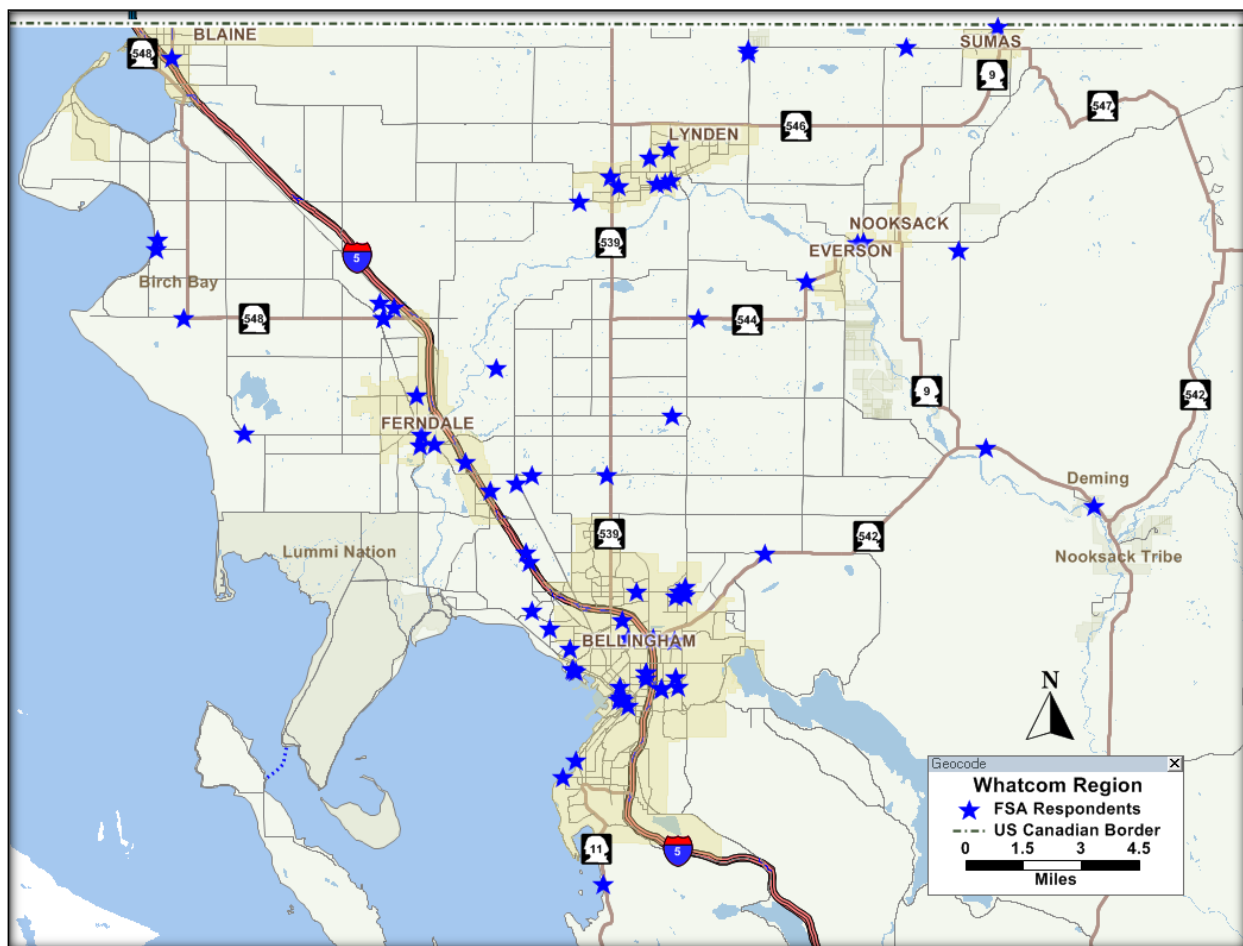 BLAINE
548
SUMAS
9
547
546
LYNDEN
NOOKSACK
539
EVERSON
5
Birch Bay
548
544
9
542
FERNDALE
Deming
539
542
Lummi Nation
Nooksack Tribe
BELLINGHAM
N
Geocode
Whatcom Region
FSA Respondents
US Canadian Border
0 1.5 3 4.5
Miles
11
5